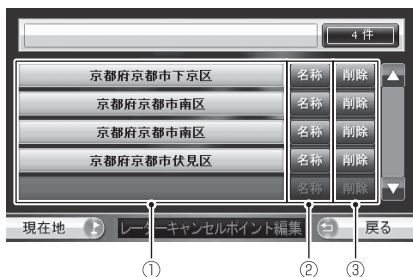 4件
京都府京都市下京区 名称 削除
京都府京都市南区 名称 削除
京都府京都市南区 名称 削除
京都府京都市伏見区 名称 削除
名称 削除
現在地 レーダーキャンセルポイント編集 戻る
① ② ③